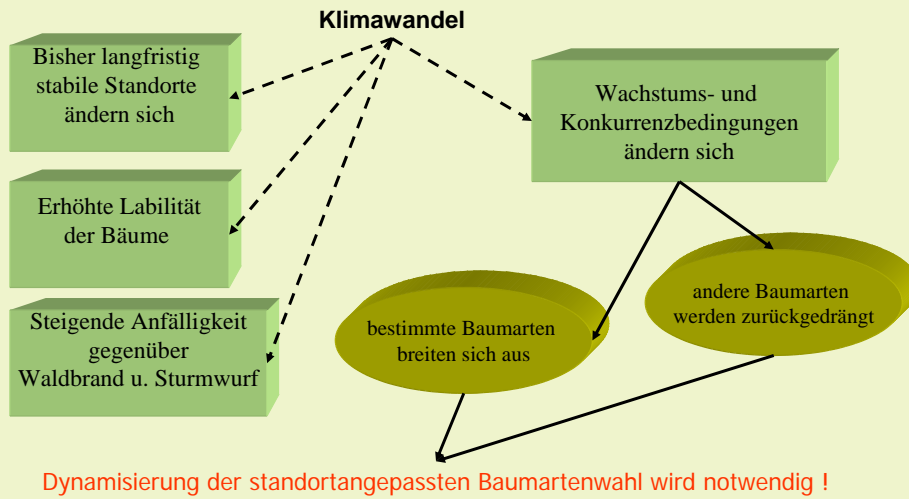 Klimawandel
Bisher langfristig
stabile Standorte
ändern sich
Wachstums- und
Konkurrenzbedingungen
ändern sich
Erhöhte Labilität
der Bäume
Steigende Anfälligkeit
gegenüber
Waldbrand u. Sturmwurf
bestimmte Baumarten
breiten sich aus
andere Baumarten
werden zurückgedrängt
Dynamisierung der standortangepassten Baumartenwahl wird notwendig !